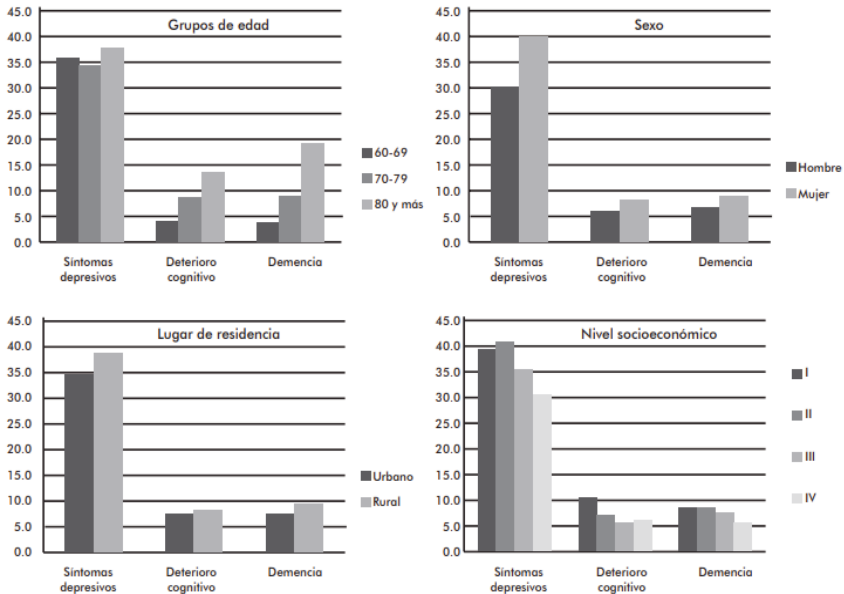 Grupos de edad
45.0
40.0
35.0
30.0
25.0
20.0
15.0
10.0
5.0
0.0
Síntomas
depresivos
Deterioro
cognitivo
Demencia
60-69
70-79
80 y más
Sexo
45.0
40.0
35.0
30.0
25.0
20.0
15.0
10.0
5.0
0.0
Síntomas
depresivos
Deterioro
cognitivo
Demencia
Hombre
Mujer
Lugar de residencia
45.0
40.0
35.0
30.0
25.0
20.0
15.0
10.0
5.0
0.0
Síntomas
depresivos
Deterioro
cognitivo
Demencia
Urbano
Rural
Nivel socioeconómico
45.0
40.0
35.0
30.0
25.0
20.0
15.0
10.0
5.0
0.0
Síntomas
depresivos
Deterioro
cognitivo
Demencia
I
II
III
IV